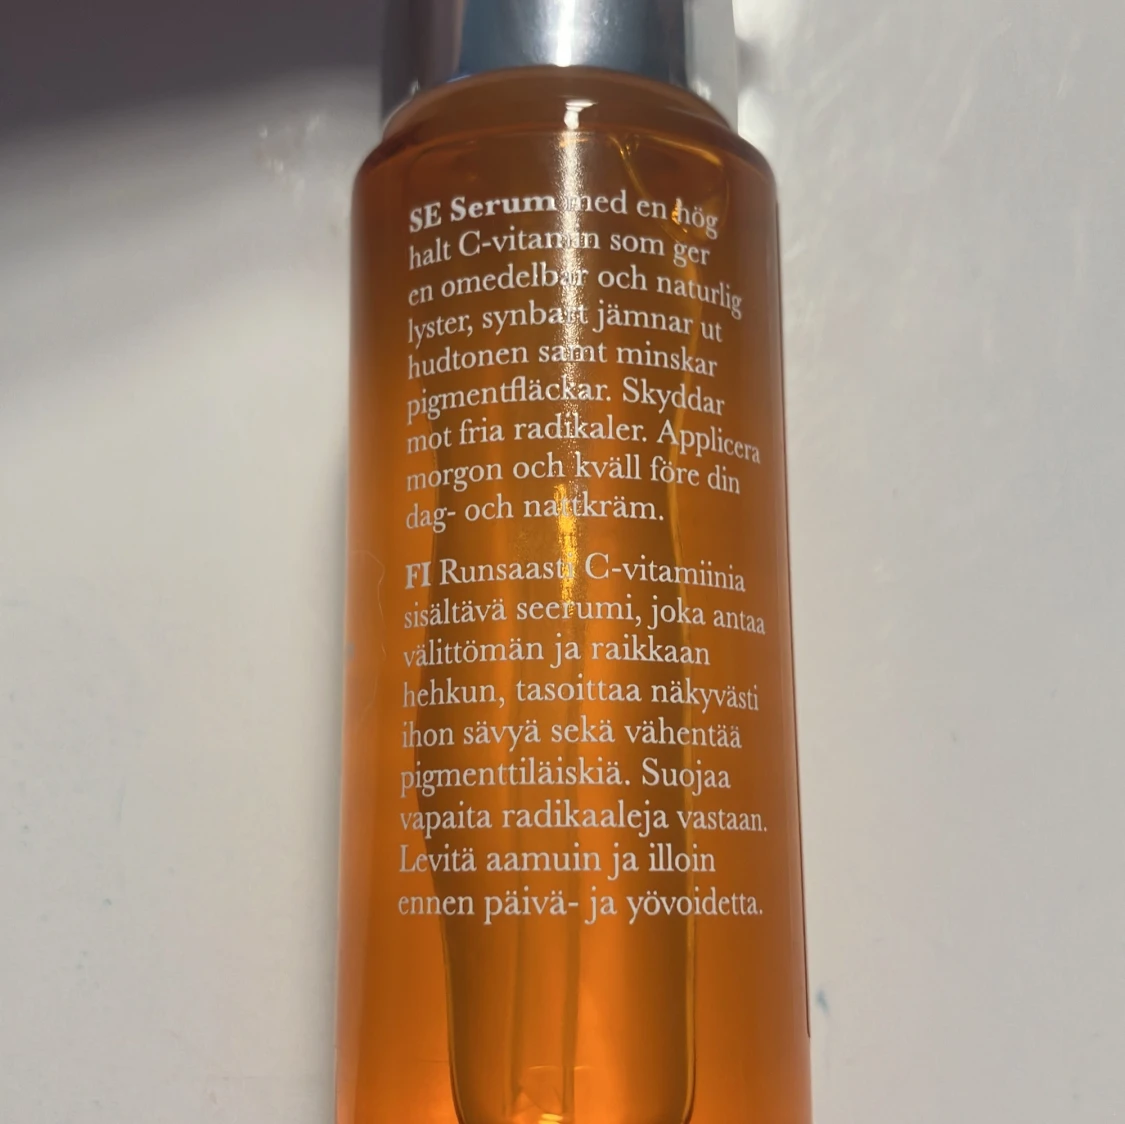 SE Serum med en hög
halt C-vitamin som ger
en omedelbar och naturlig
lyster, synbart jämnar ut
hudtonen samt minskar
pigmentfläckar. Skyddar
mot fria radikaler. Applicera
morgon och kväll före din
dag- och nattkräm.
FI Runsaasti C-vitamiinia
sisältävä seerumi, joka antaa
välittömän ja raikkaan
hehkun, tasoittaa näkyvästi
ihon sävyä sekä vähentää
pigmenttiläiskiä. Suojaa
vapaita radikaaleja vastaan.
Levitä aamuin ja illoin
ennen päivä- ja yövoidetta.